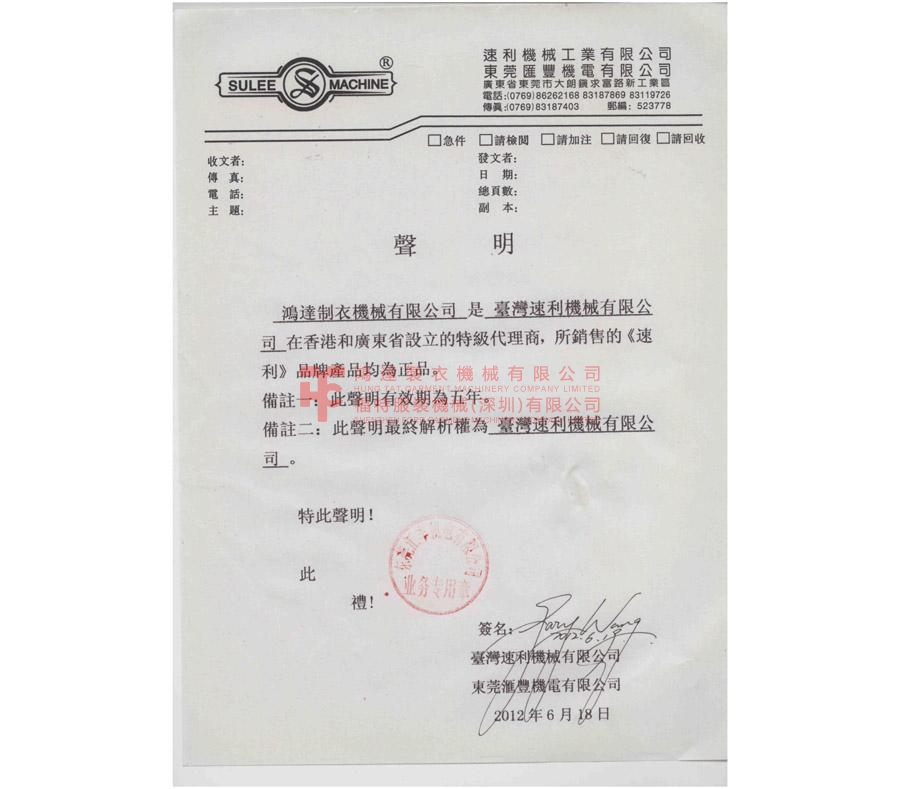 SULEE S MACHINE ®
速利機械工業有限公司
東莞匯豐機電有限公司
廣東省東莞市大朗鎮求富路新工業區
電話:(0769)86262168 83187869 83119726
傳真:(0769)83187403 郵編: 523778
□急件 □請檢閱 □請加注 □請回復 □請回收
收文者:
傳 真:
電 話:
主 題:
發文者:
日 期:
總頁數:
副 本:
聲 明
鴻達制衣機械有限公司 是 臺灣速利機械有限公
司 在香港和廣東省設立的特級代理商, 所銷售的《速
利》品牌產品均為正品。
鴻達製衣機械有限公司
HUNG TAT GARMENT MACHINERY COMPANY LIMITED
備註一: 此聲明有效期為五年。
福特服裝機械(深圳)有限公司
備註二: 此聲明最終解析權為 臺灣速利機械有限公
司 。
特此聲明!
此
禮!
业务专用章
簽名:
臺灣速利機械有限公司
東莞滙豐機電有限公司
2012 年 6 月 18 日